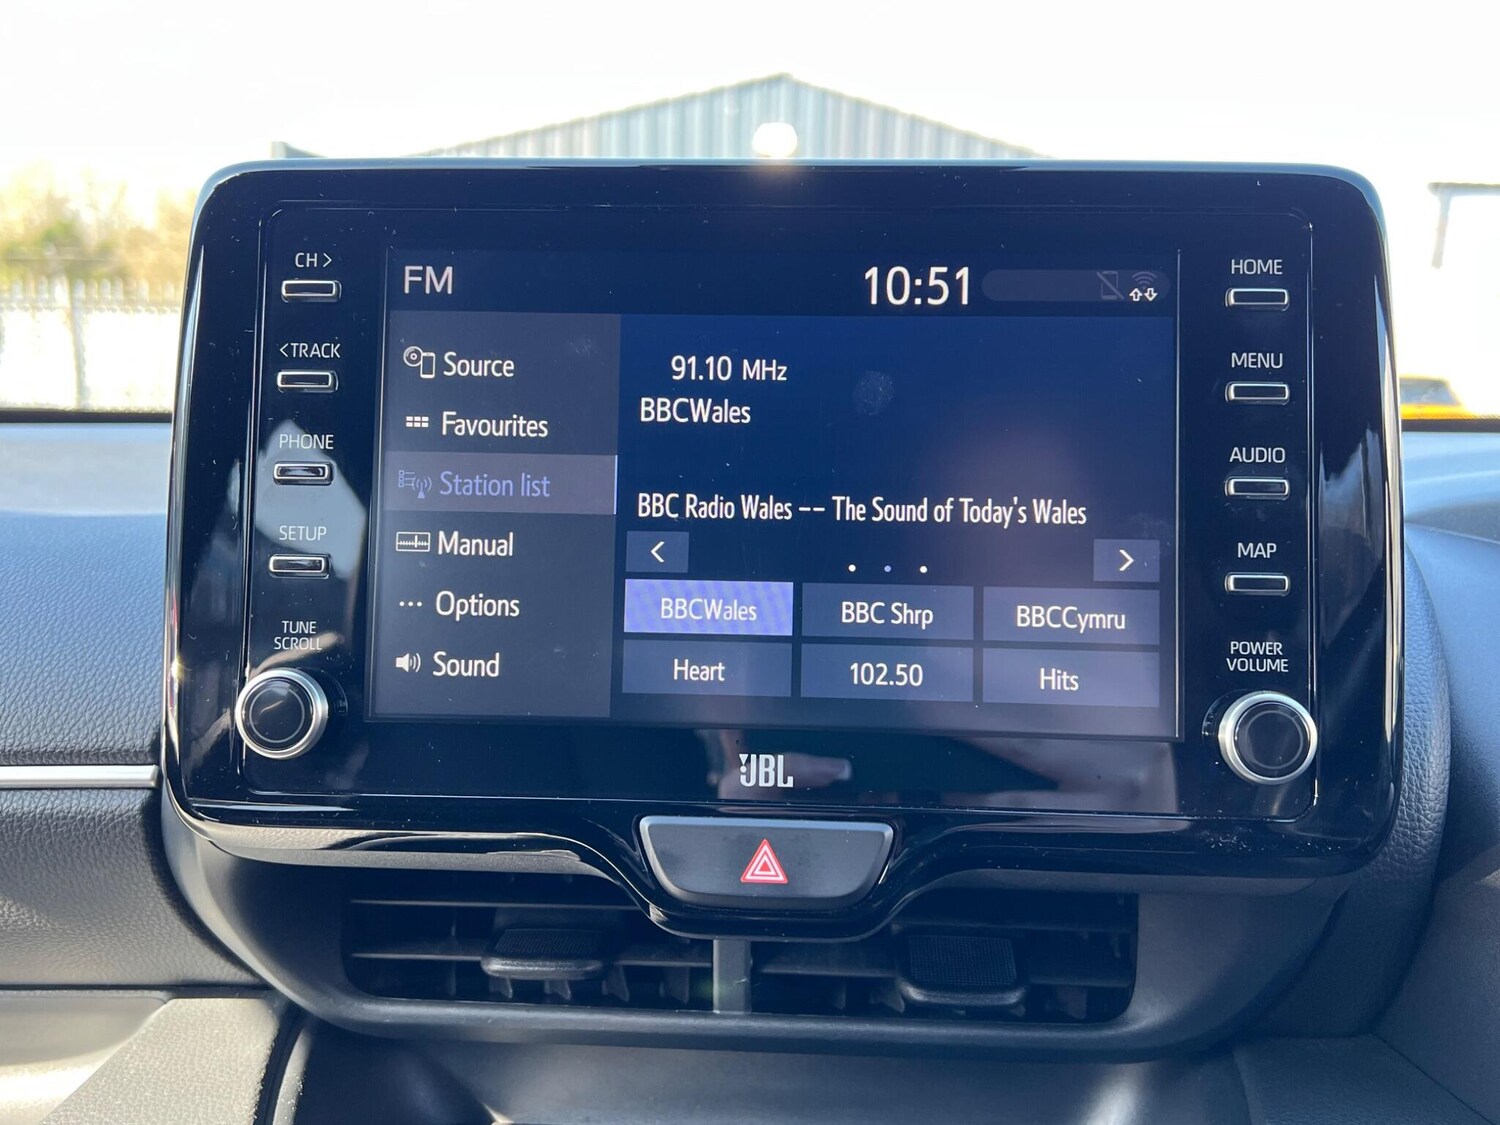 CH >
<TRACK
PHONE
SETUP
TUNE
SCROLL
FM
10:51
Source
Favourites
Station list
Manual
Options
Sound
91.10 MHz
BBCWales
BBC Radio Wales -- The Sound of Today's Wales
<
>
BBCWales
BBC Shrp
BBCCymru
Heart
102.50
Hits
HOME
MENU
AUDIO
MAP
POWER
VOLUME
JBL